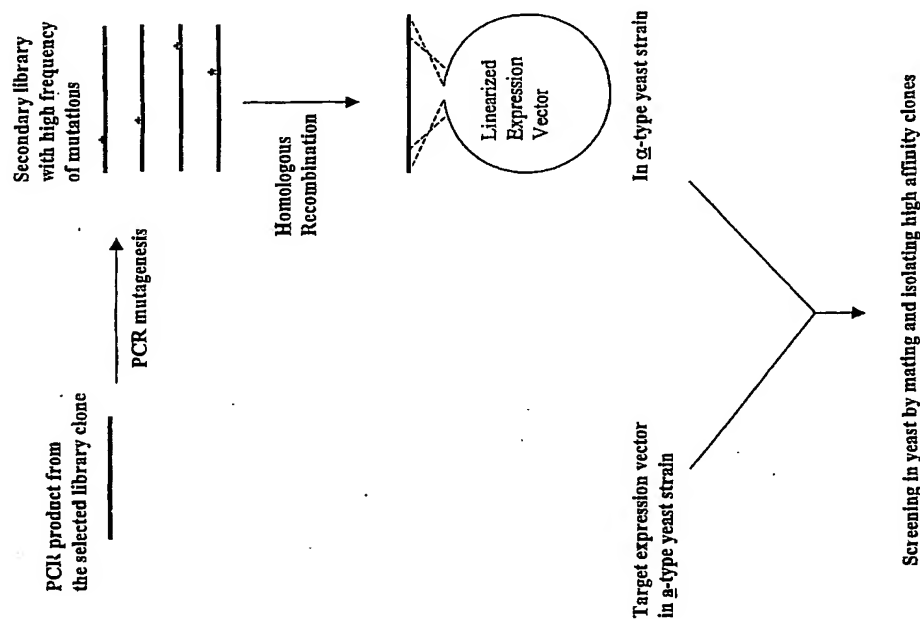 PCR product from
the selected library clone
PCR mutagenesis
Secondary library
with high frequency
of mutations
Homologous
Recombination
Linearized
Expression
Vector
In α-type yeast strain
Target expression vector
in a-type yeast strain
Screening in yeast by mating and isolating high affinity clones